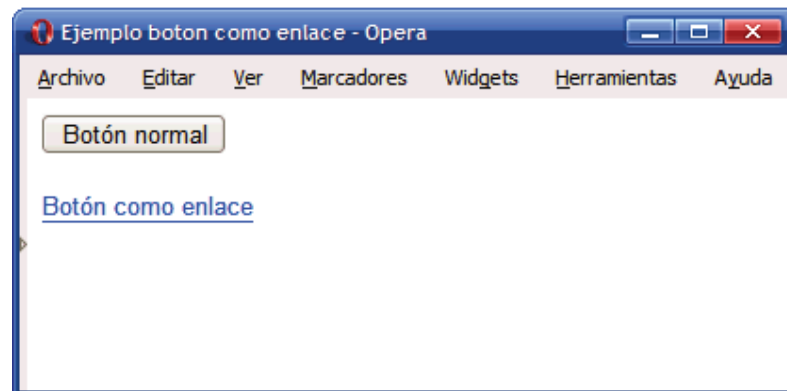 Ejemplo boton como enlace - Opera
Archivo Editar Ver Marcadores Widgets Herramientas Ayuda
Botón normal
Botón como enlace